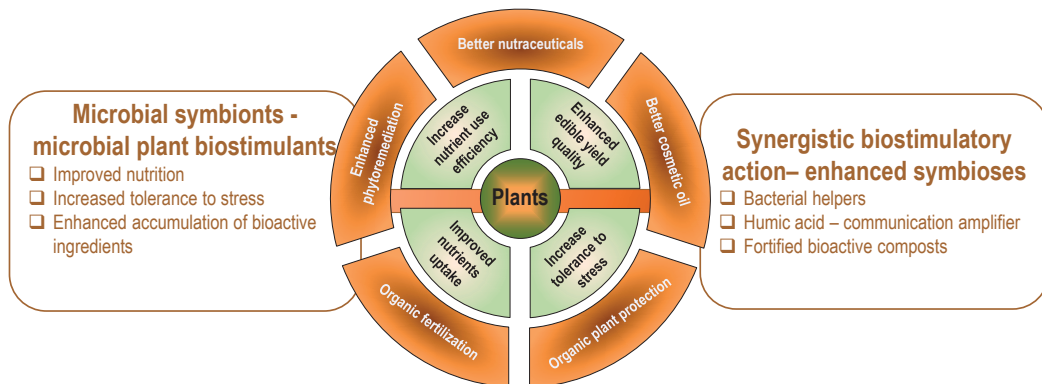 Better nutraceuticals
Microbial symbionts -
microbial plant biostimulants
Improved nutrition
Increased tolerance to stress
Enhanced accumulation of bioactive
ingredients
Enhanced
phytoremediation
Increase
nutrient use
efficiency
Enhanced
edible yield
quality
Better cosmetic oil
Plants
Improved
nutrients
uptake
Increase
tolerance to
stress
Organic fertilization
Organic plant protection
Synergistic biostimulatory
action– enhanced symbioses
Bacterial helpers
Humic acid – communication amplifier
Fortified bioactive composts